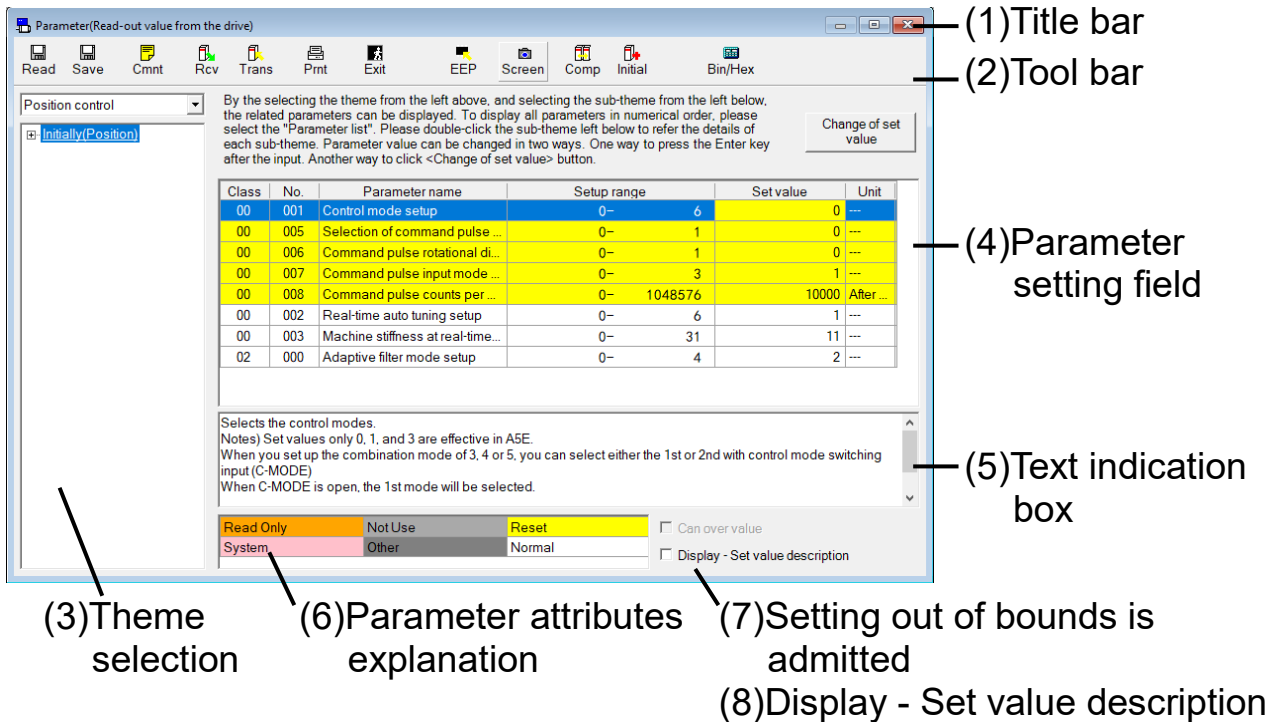 Parameter(Read-out value from the drive)
(1)Title bar
Read Save Cmnt Rcv Trans Prnt Exit EEP Screen Comp Initial Bin/Hex
(2)Tool bar
Position control
Initially(Position)
By the selecting the theme from the left above, and selecting the sub-theme from the left below,
the related parameters can be displayed. To display all parameters in numerical order, please
select the "Parameter list". Please double-click the sub-theme left below to refer the details of
each sub-theme. Parameter value can be changed in two ways. One way to press the Enter key
after the input. Another way to click <Change of set value> button.
Change of set
value
Class No. Parameter name Setup range Set value Unit
00 001 Control mode setup 0- 6 0 ---
00 005 Selection of command pulse ... 0- 1 0 ---
00 006 Command pulse rotational di... 0- 1 0 ---
00 007 Command pulse input mode ... 0- 3 1 ---
00 008 Command pulse counts per ... 0- 1048576 10000 After ...
00 002 Real-time auto tuning setup 0- 6 1 ---
00 003 Machine stiffness at real-time... 0- 31 11 ---
02 000 Adaptive filter mode setup 0- 4 2 ---
(4)Parameter
setting field
Selects the control modes.
Notes) Set values only 0, 1, and 3 are effective in A5E.
When you set up the combination mode of 3, 4 or 5, you can select either the 1st or 2nd with control mode switching
input (C-MODE)
When C-MODE is open, the 1st mode will be selected.
(5)Text indication
box
Read Only Not Use Reset
System Other Normal
Can over value
Display - Set value description
(3)Theme
selection
(6)Parameter attributes
explanation
(7)Setting out of bounds is
admitted
(8)Display - Set value description